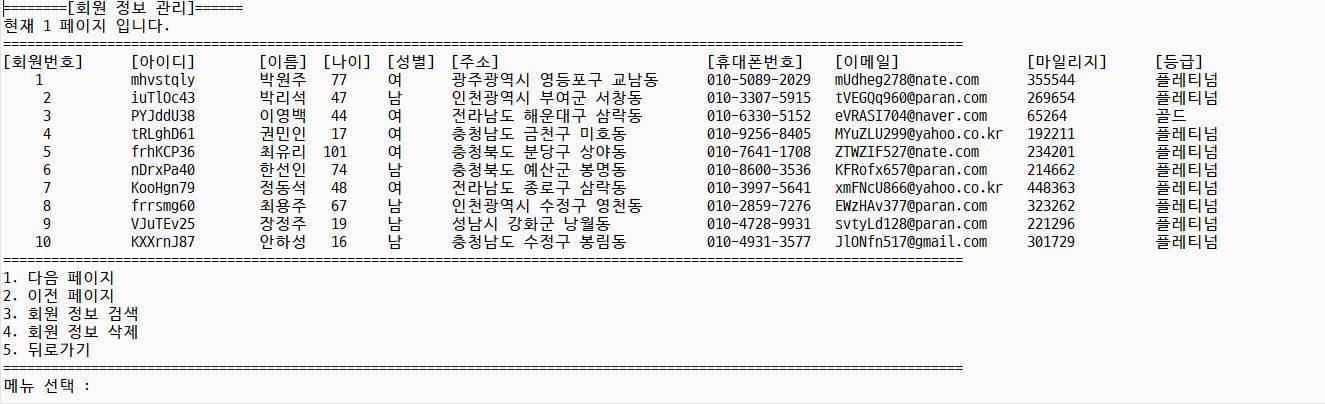 ========[회원 정보 관리]======
현재 1 페이지 입니다.
========================================================================================================================
[회원번호] [아이디] [이름] [나이] [성별] [주소] [휴대폰번호] [이메일] [마일리지] [등급]
1 mhvstqly 박원주 77 여 광주광역시 영등포구 교남동 010-5089-2029 mUdheg278@nate.com 355544 플레티넘
2 iuTlOc43 박리석 47 남 인천광역시 부여군 서창동 010-3307-5915 tVEGQq960@paran.com 269654 플레티넘
3 PYJddU38 이영백 44 여 전라남도 해운대구 삼락동 010-6330-5152 eVRASI704@naver.com 65264 골드
4 tRLghD61 권민인 17 여 충청남도 금천구 미호동 010-9256-8405 MYuZLU299@yahoo.co.kr 192211 플레티넘
5 frhKCP36 최유리 101 여 충청북도 분당구 상야동 010-7641-1708 ZTWZIF527@nate.com 234201 플레티넘
6 nDrxPa40 한선인 74 남 충청북도 예산군 봉명동 010-8600-3536 KFRofx657@paran.com 214662 플레티넘
7 KooHgn79 정동석 48 여 전라남도 종로구 삼락동 010-3997-5641 xmFNcU866@yahoo.co.kr 448363 플레티넘
8 frrsmg60 최용주 67 남 인천광역시 수정구 영천동 010-2859-7276 EWzHAv377@paran.com 323262 플레티넘
9 VJuTEv25 장정주 19 남 성남시 강화군 낭월동 010-4728-9931 svtyLd128@paran.com 221296 플레티넘
10 KXXrnJ87 안하성 16 남 충청남도 수정구 봉림동 010-4931-3577 JlONfn517@gmail.com 301729 플레티넘
========================================================================================================================
1. 다음 페이지
2. 이전 페이지
3. 회원 정보 검색
4. 회원 정보 삭제
5. 뒤로가기
========================================================================================================================
메뉴 선택 :